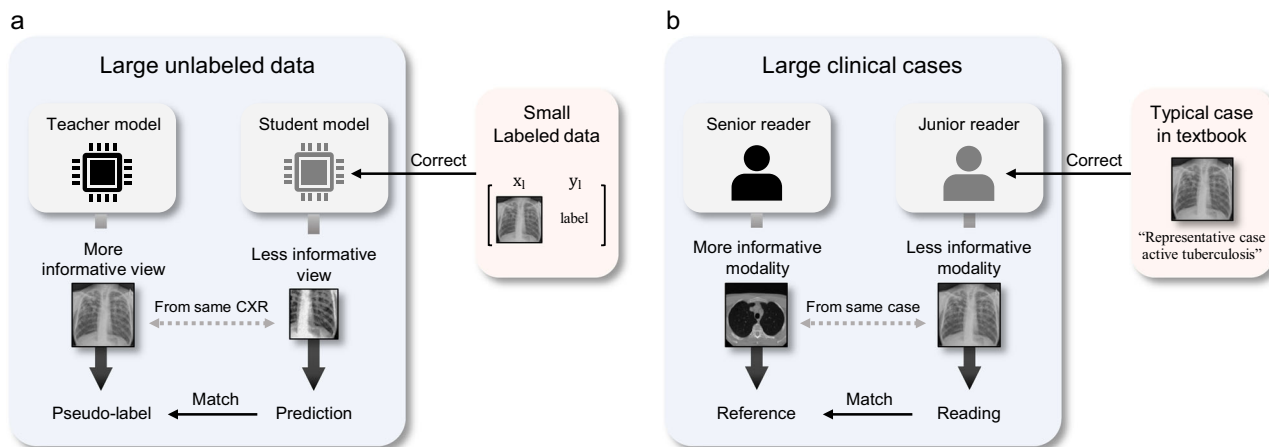 a
Large unlabeled data
Teacher model
Student model
Correct
Small
Labeled data
x₁ y₁
label
More
informative view
Less informative
view
From same CXR
Match
Pseudo-label
Prediction
b
Large clinical cases
Senior reader
Junior reader
Correct
Typical case
in textbook
“Representative case
active tuberculosis”
More informative
modality
Less informative
modality
From same case
Match
Reference
Reading